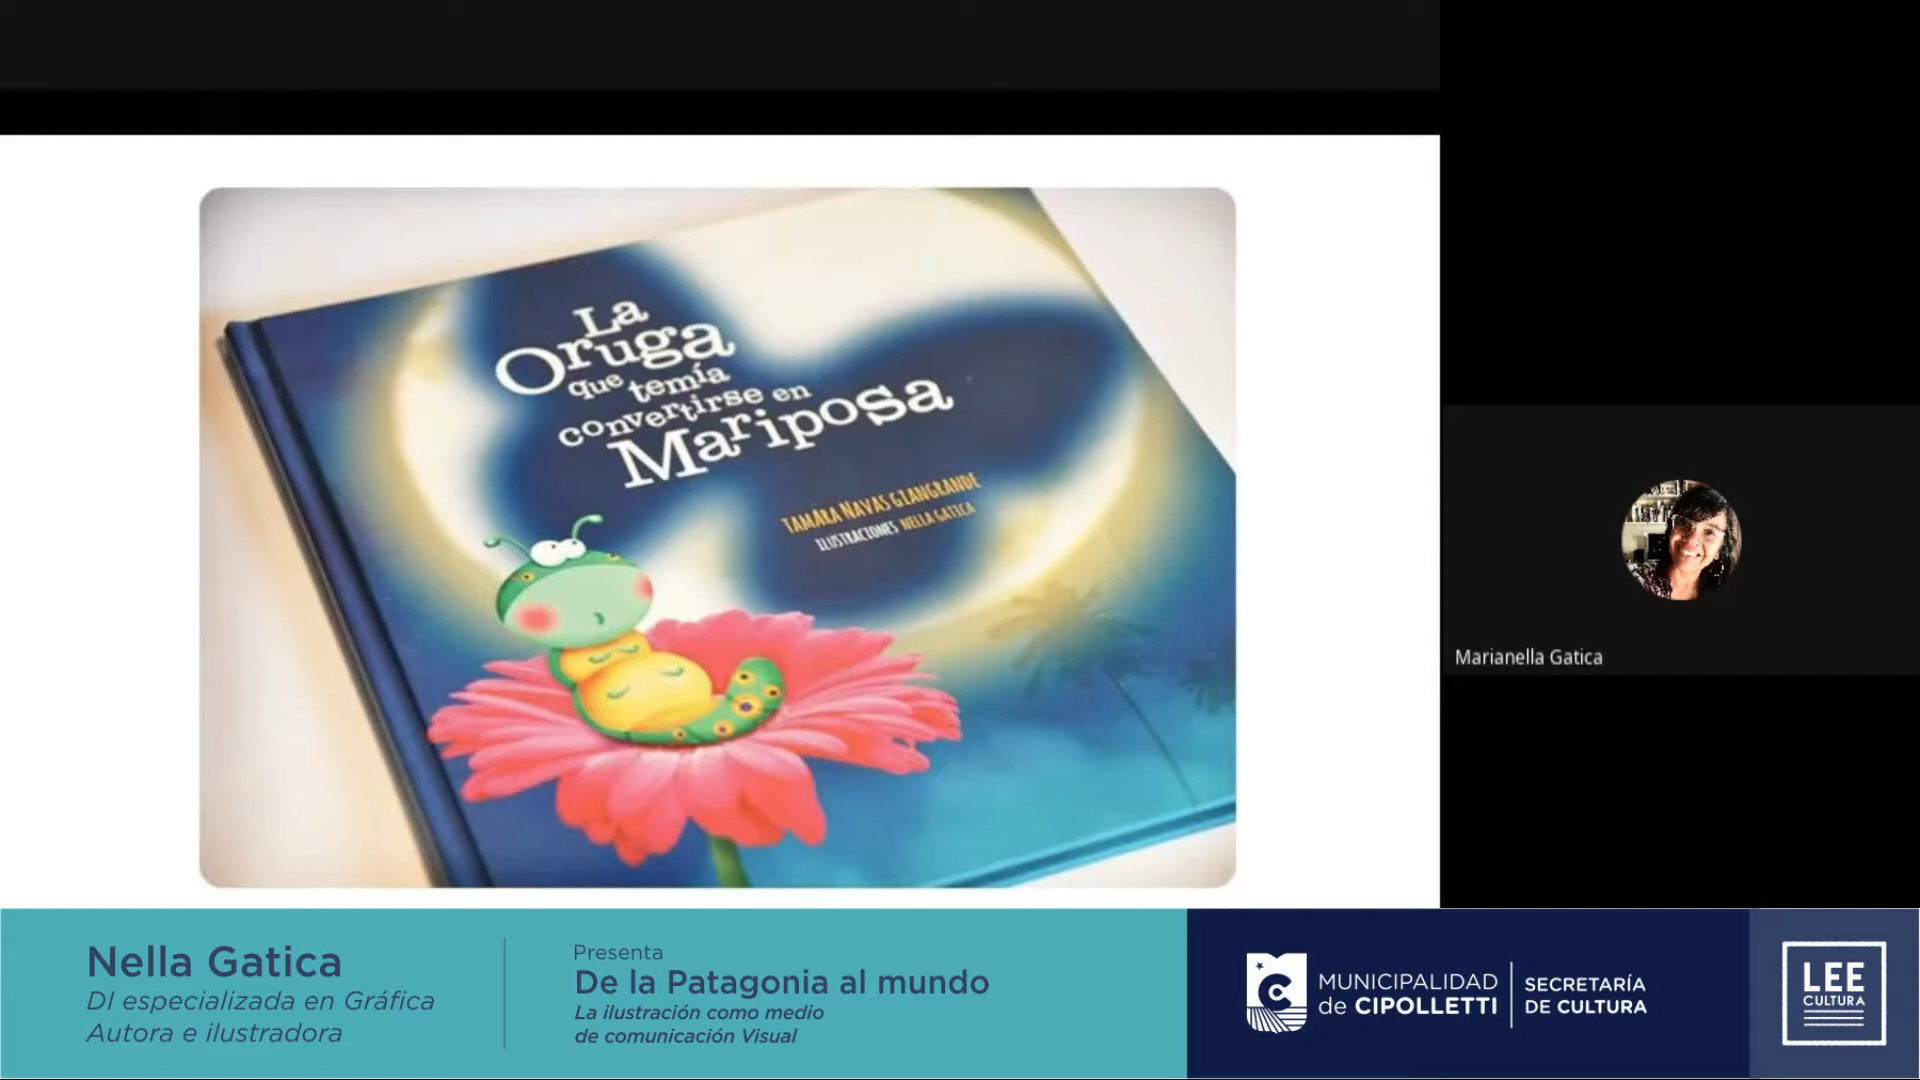 La
Oruga
que temía
convertirse en
Mariposa
TAMARA NAVAS GIANGRANDE
ILUSTRACIONES NELLA GATICA
Marianella Gatica
Nella Gatica
DI especializada en Gráfica
Autora e ilustradora
Presenta
De la Patagonia al mundo
La ilustración como medio
de comunicación Visual
MUNICIPALIDAD
de CIPOLLETTI
SECRETARÍA
DE CULTURA
LEE
CULTURA